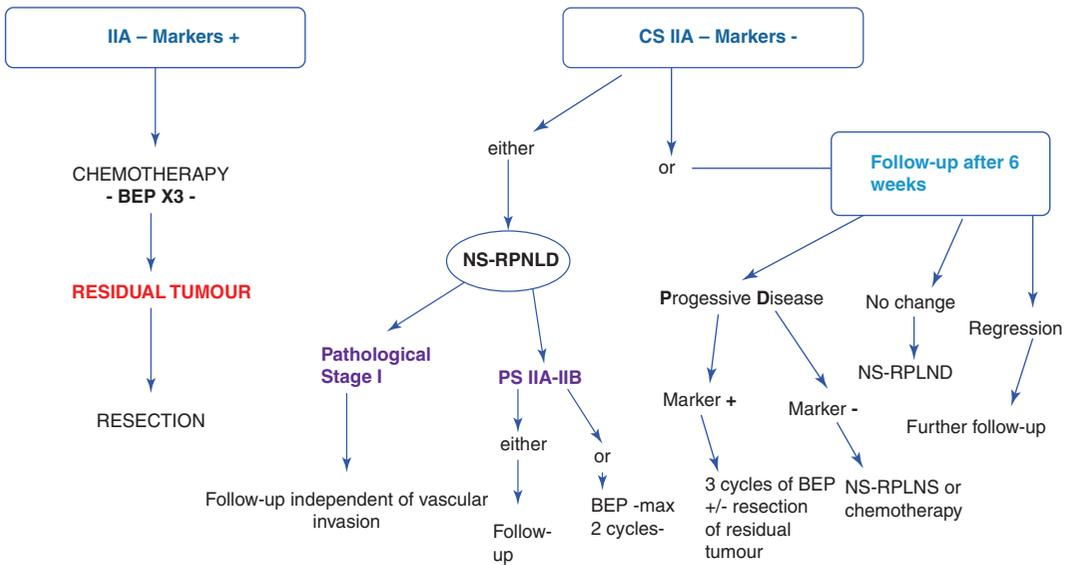 IIA – Markers +
CHEMOTHERAPY
- BEP X3 -
RESIDUAL TUMOUR
RESECTION
CS IIA – Markers -
either
or
NS-RPNLD
Pathological
Stage I
Follow-up independent of vascular
invasion
PS IIA-IIB
either
Follow-
up
or
BEP -max
2 cycles-
Follow-up after 6
weeks
Progessive Disease
Marker +
3 cycles of BEP
+/- resection
of residual
tumour
Marker -
NS-RPLNS or
chemotherapy
No change
NS-RPLND
Regression
Further follow-up